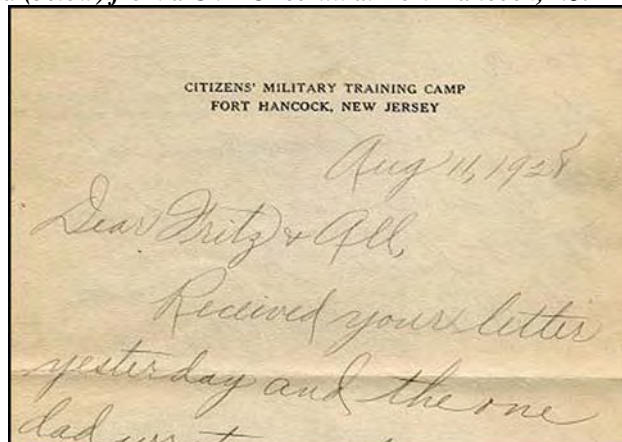 CITIZENS' MILITARY TRAINING CAMP
FORT HANCOCK, NEW JERSEY
Aug 11, 1928
Dear Fritz & All,
Received your letter
yesterday and the one
dad